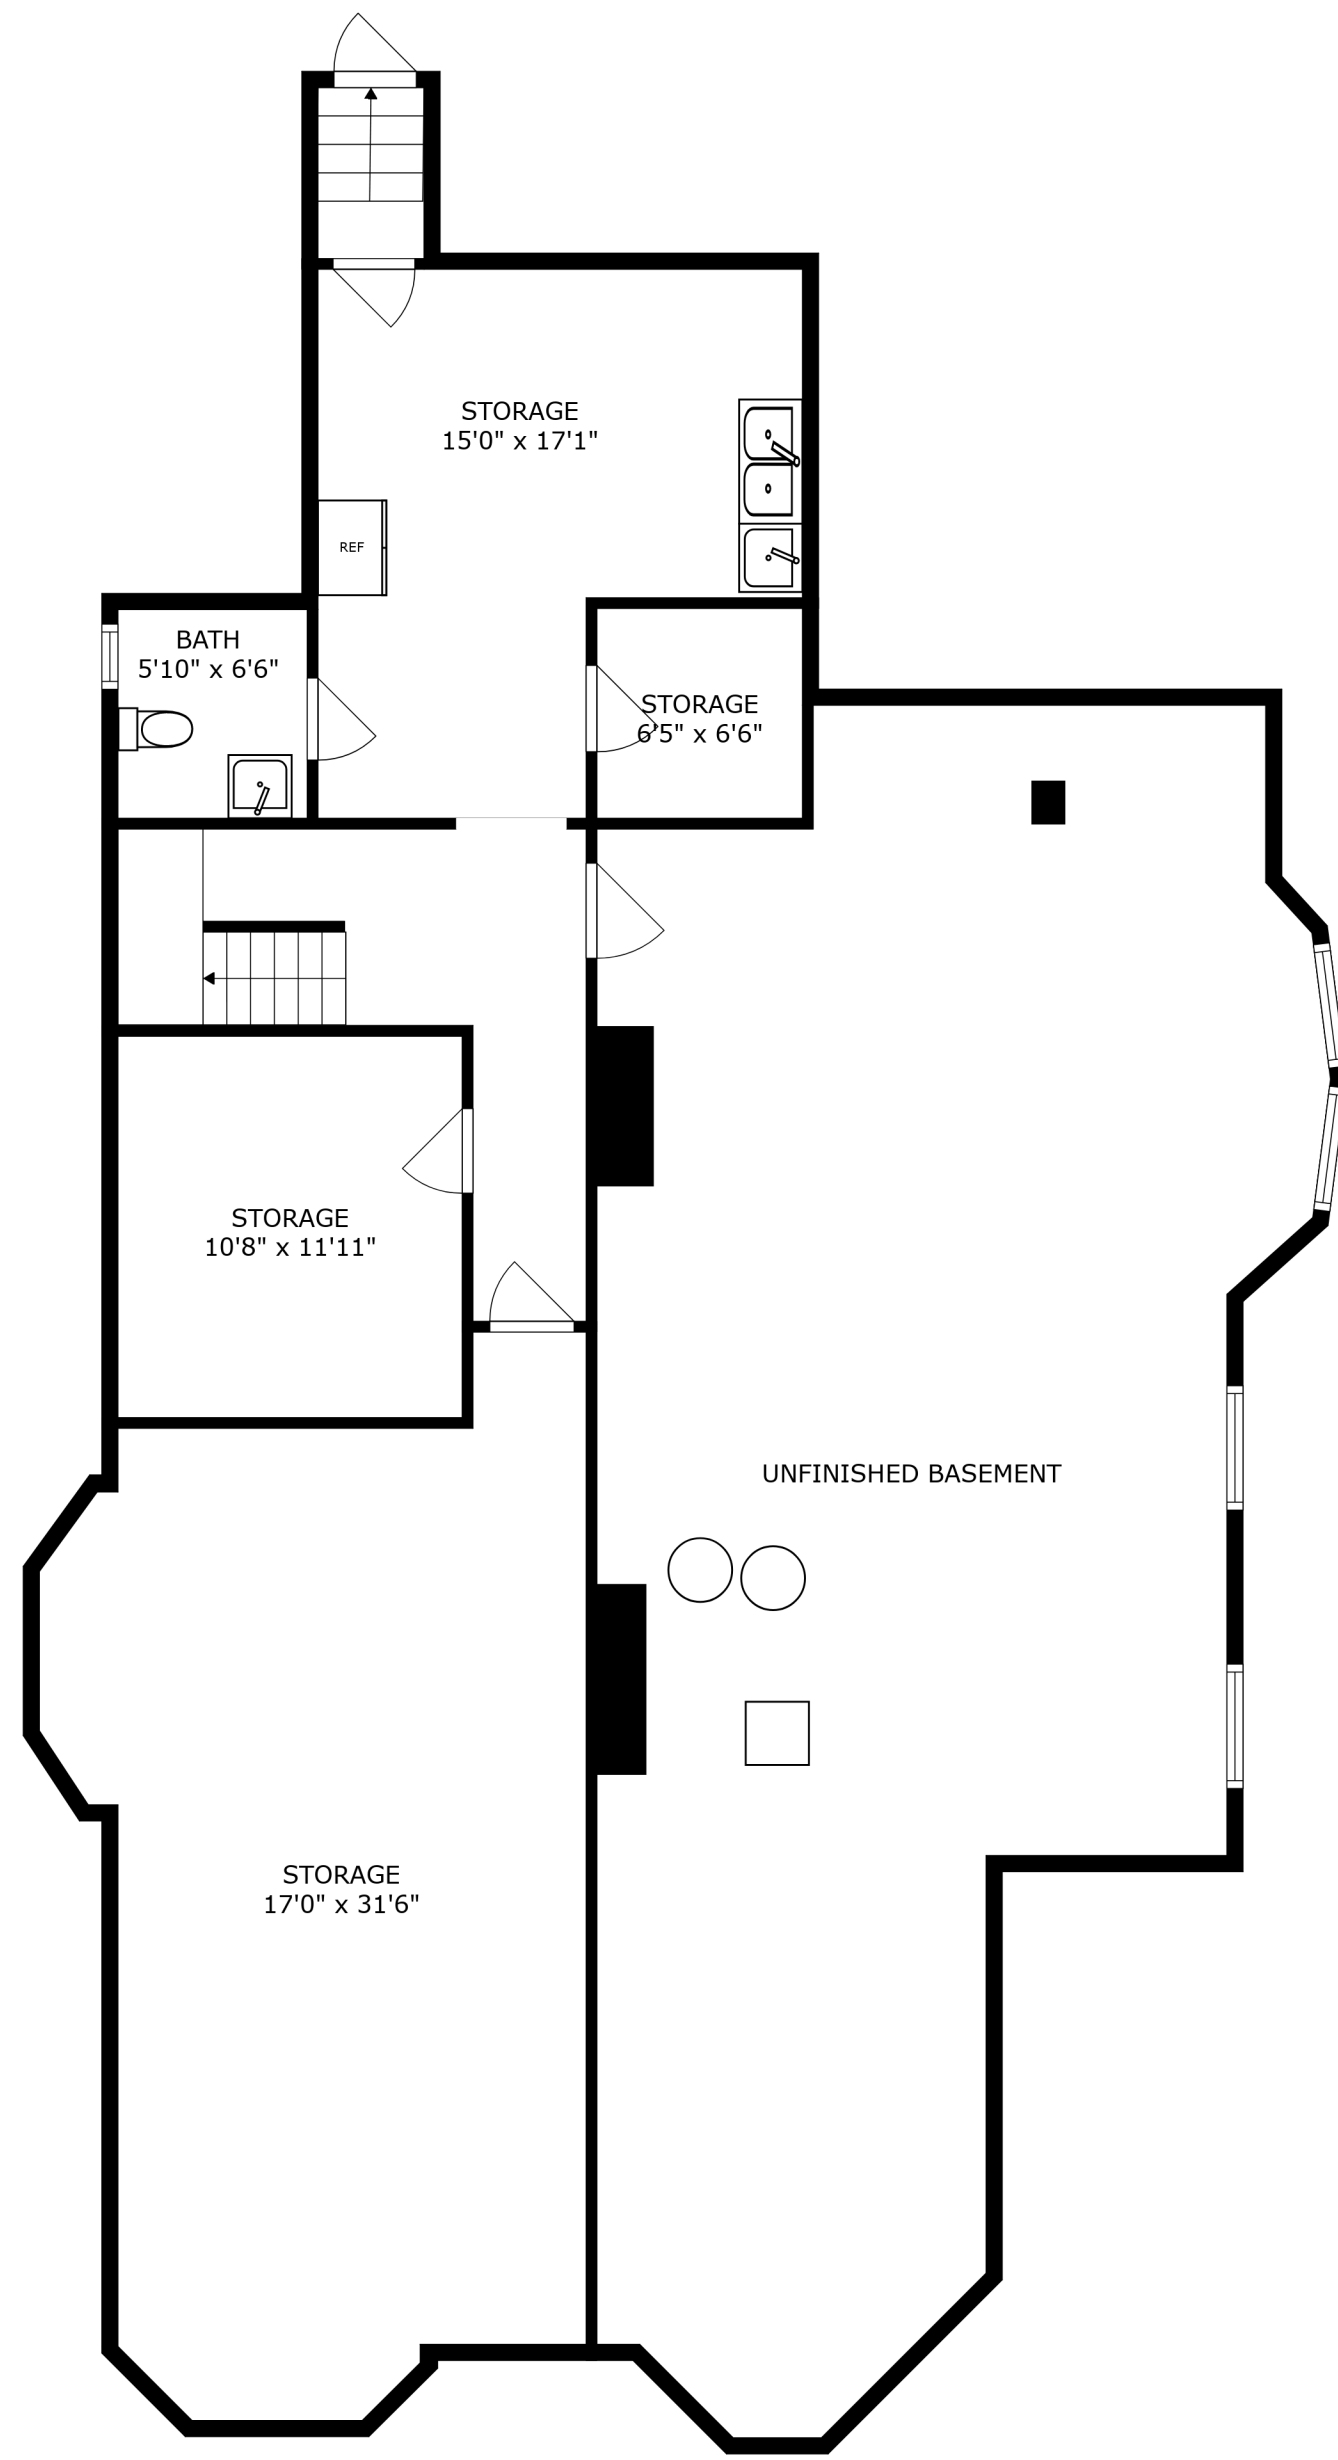 STORAGE
15'0" x 17'1"
REF
BATH
5'10" x 6'6"
STORAGE
6'5" x 6'6"
STORAGE
10'8" x 11'11"
UNFINISHED BASEMENT
STORAGE
17'0" x 31'6"